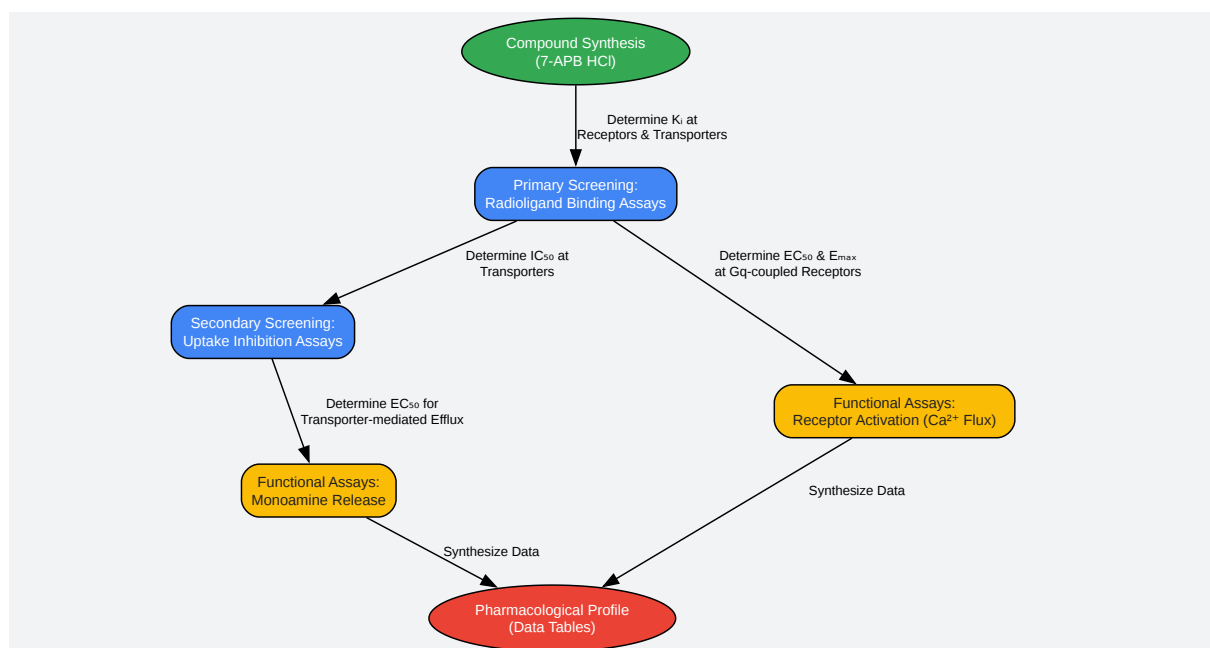 Compound Synthesis
(7-APB HCl)
Determine Kᵢ at
Receptors & Transporters
Primary Screening:
Radioligand Binding Assays
Determine IC₅₀ at
Transporters
Determine EC₅₀ & Eₘₐₓ
at Gq-coupled Receptors
Secondary Screening:
Uptake Inhibition Assays
Determine EC₅₀ for
Transporter-mediated Efflux
Functional Assays:
Receptor Activation (Ca²⁺ Flux)
Functional Assays:
Monoamine Release
Synthesize Data
Synthesize Data
Pharmacological Profile
(Data Tables)